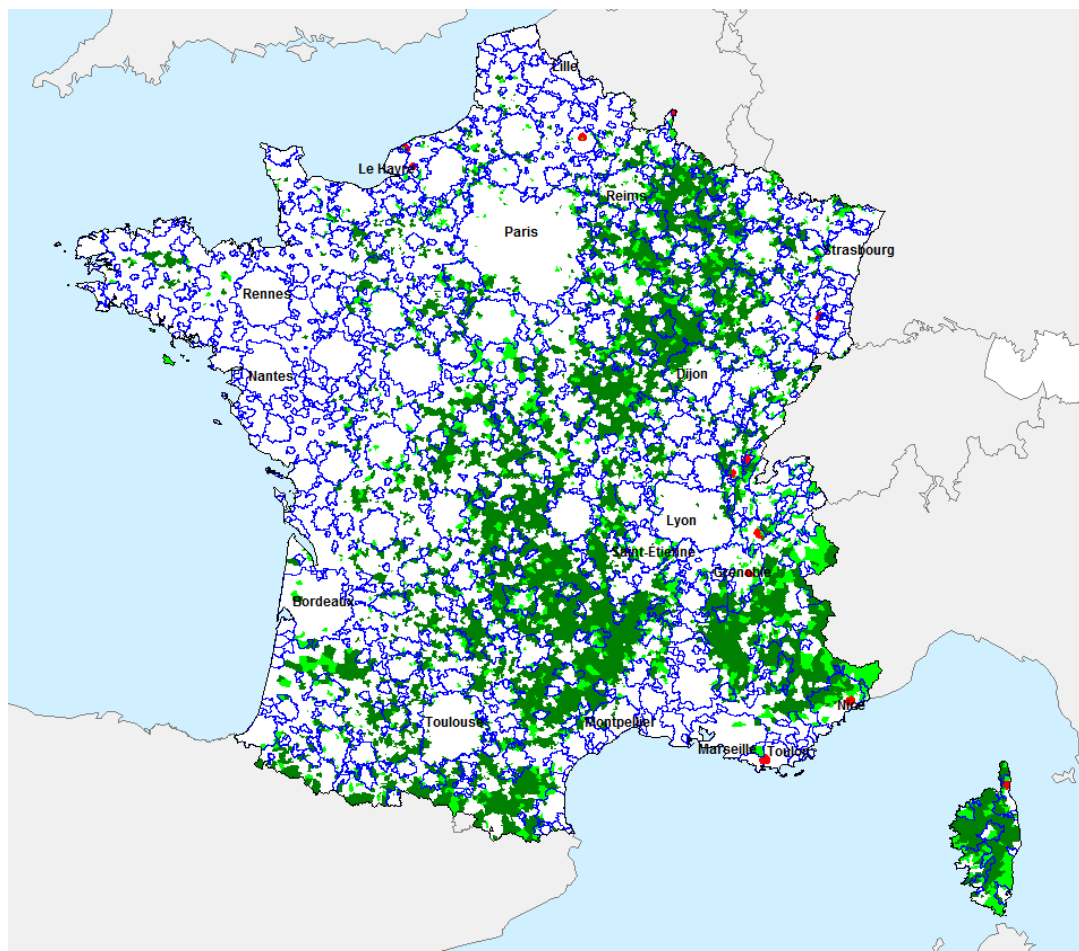 Lille
Le Havre
Reims
Paris
Strasbourg
Rennes
Nantes
Dijon
Lyon
Saint-Étienne
Grenoble
Bordeaux
Nice
Toulouse
Montpellier
Marseille
Toulon